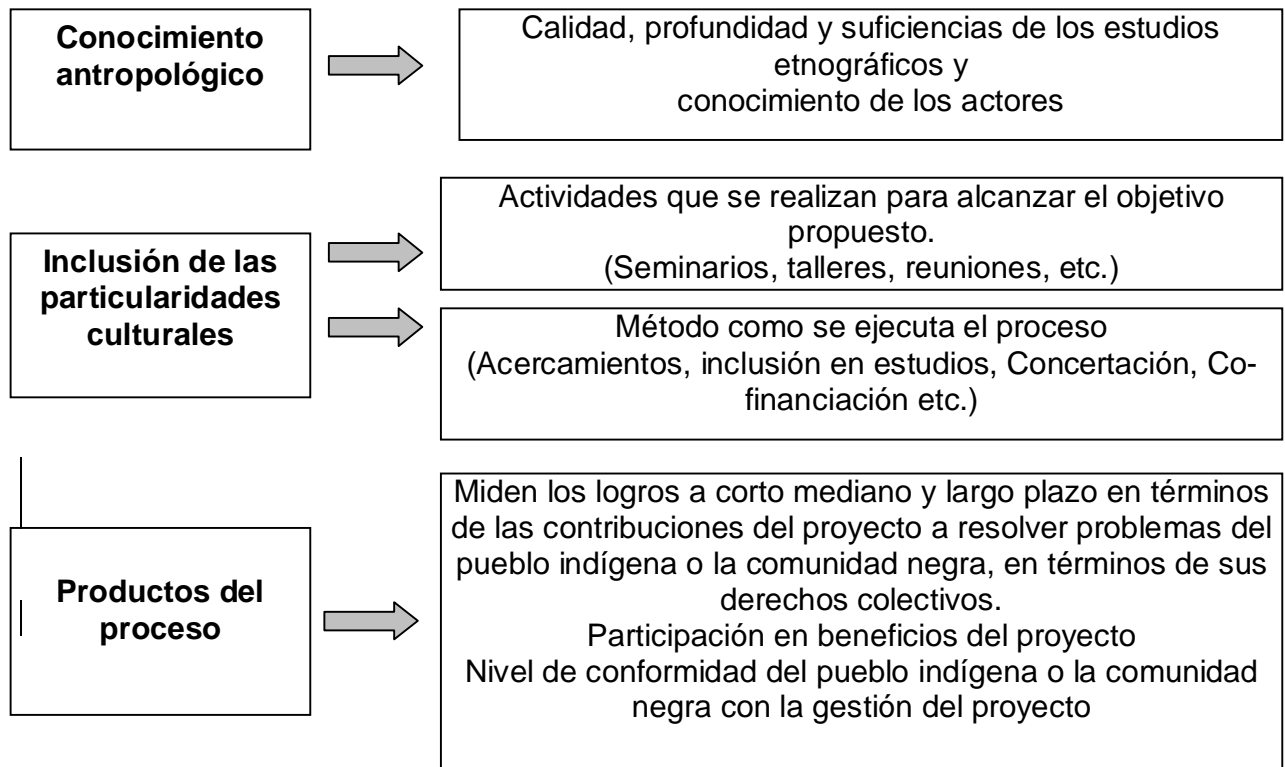 Conocimiento
antropológico
Calidad, profundidad y suficiencias de los estudios
etnográficos y
conocimiento de los actores
Inclusión de las
particularidades
culturales
Actividades que se realizan para alcanzar el objetivo
propuesto.
(Seminarios, talleres, reuniones, etc.)
Método como se ejecuta el proceso
(Acercamientos, inclusión en estudios, Concertación, Co-
financiación etc.)
Productos del
proceso
Miden los logros a corto mediano y largo plazo en términos
de las contribuciones del proyecto a resolver problemas del
pueblo indígena o la comunidad negra, en términos de sus
derechos colectivos.
Participación en beneficios del proyecto
Nivel de conformidad del pueblo indígena o la comunidad
negra con la gestión del proyecto